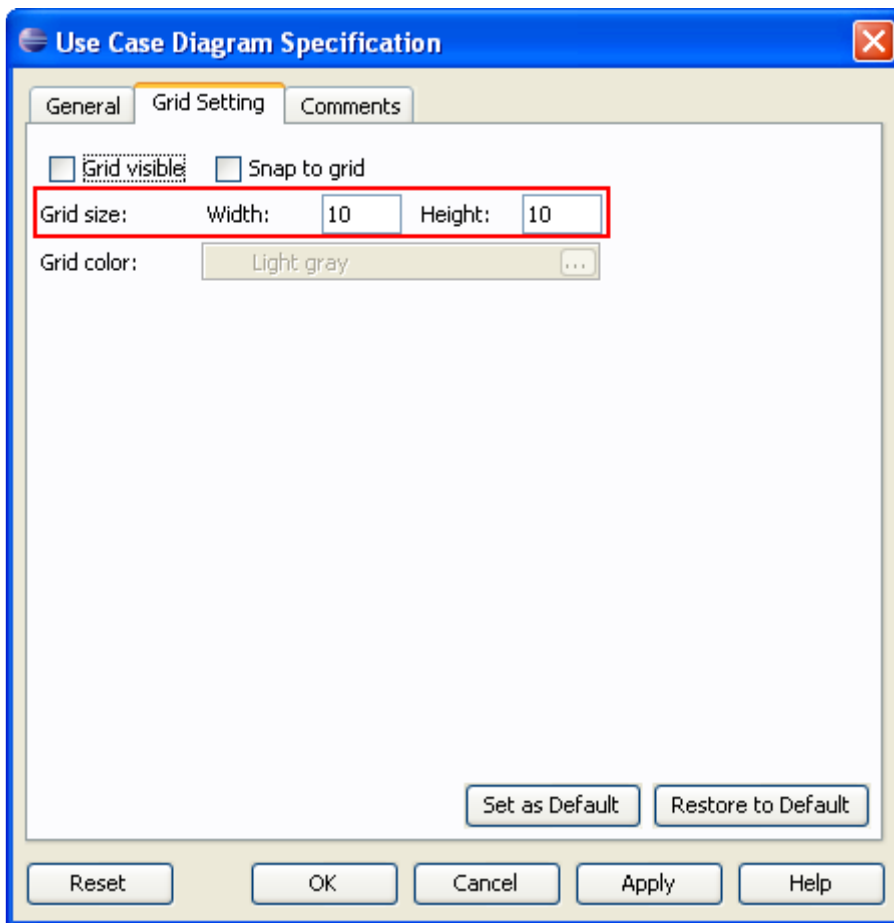 Use Case Diagram Specification
General Grid Setting Comments
Grid visible Snap to grid
Grid size: Width: 10 Height: 10
Grid color: Light gray ...
Set as Default Restore to Default
Reset OK Cancel Apply Help